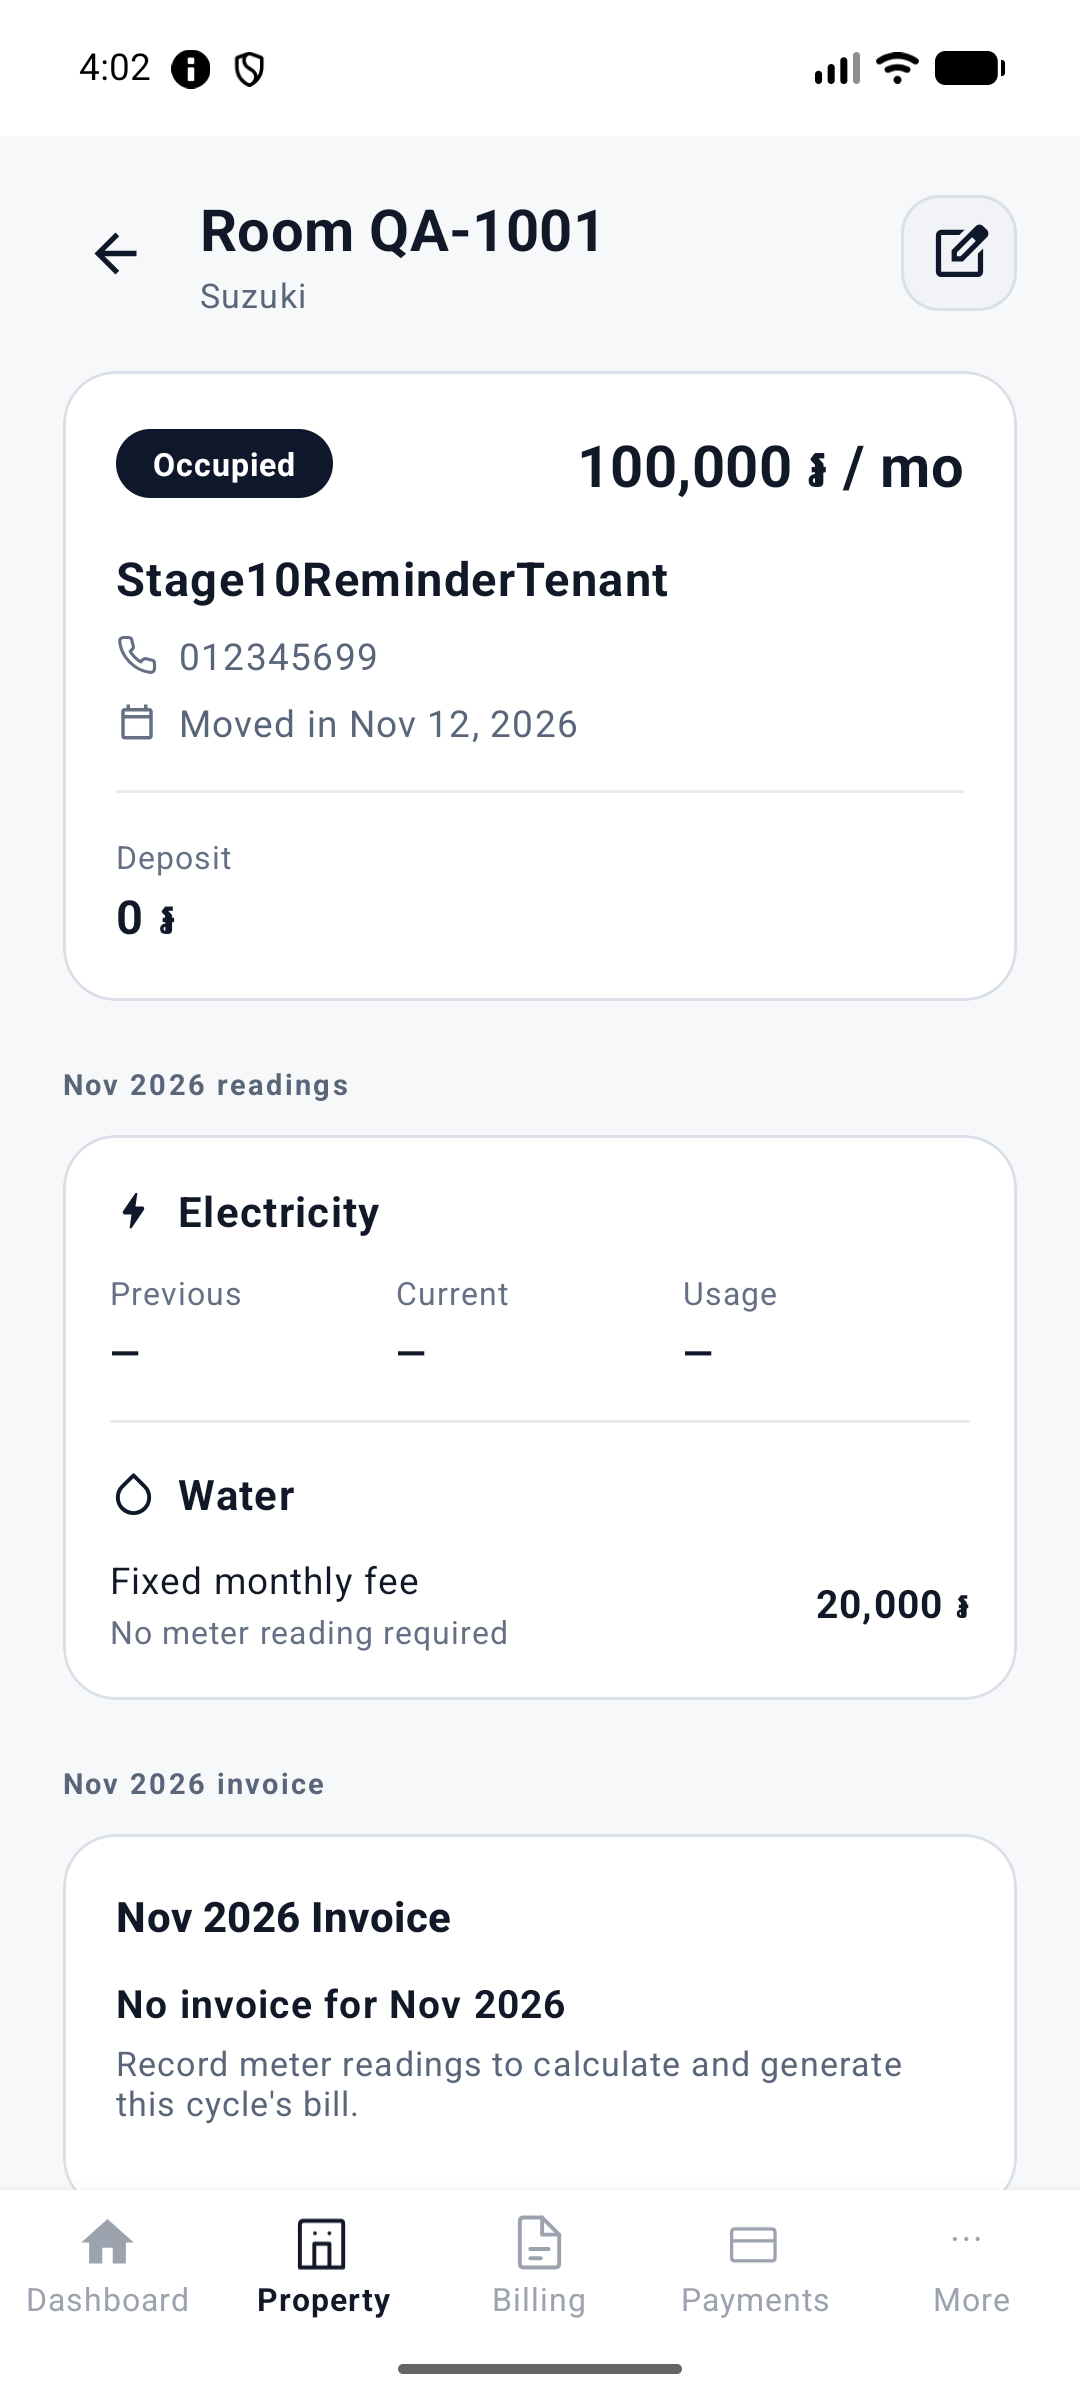 4:02
Room QA-1001
Suzuki
Occupied
100,000 ៛ / mo
Stage10ReminderTenant
012345699
Moved in Nov 12, 2026
Deposit
0 ៛
Nov 2026 readings
Electricity
Previous Current Usage
– – –
Water
Fixed monthly fee
20,000 ៛
No meter reading required
Nov 2026 invoice
Nov 2026 Invoice
No invoice for Nov 2026
Record meter readings to calculate and generate
this cycle's bill.
Dashboard Property Billing Payments More